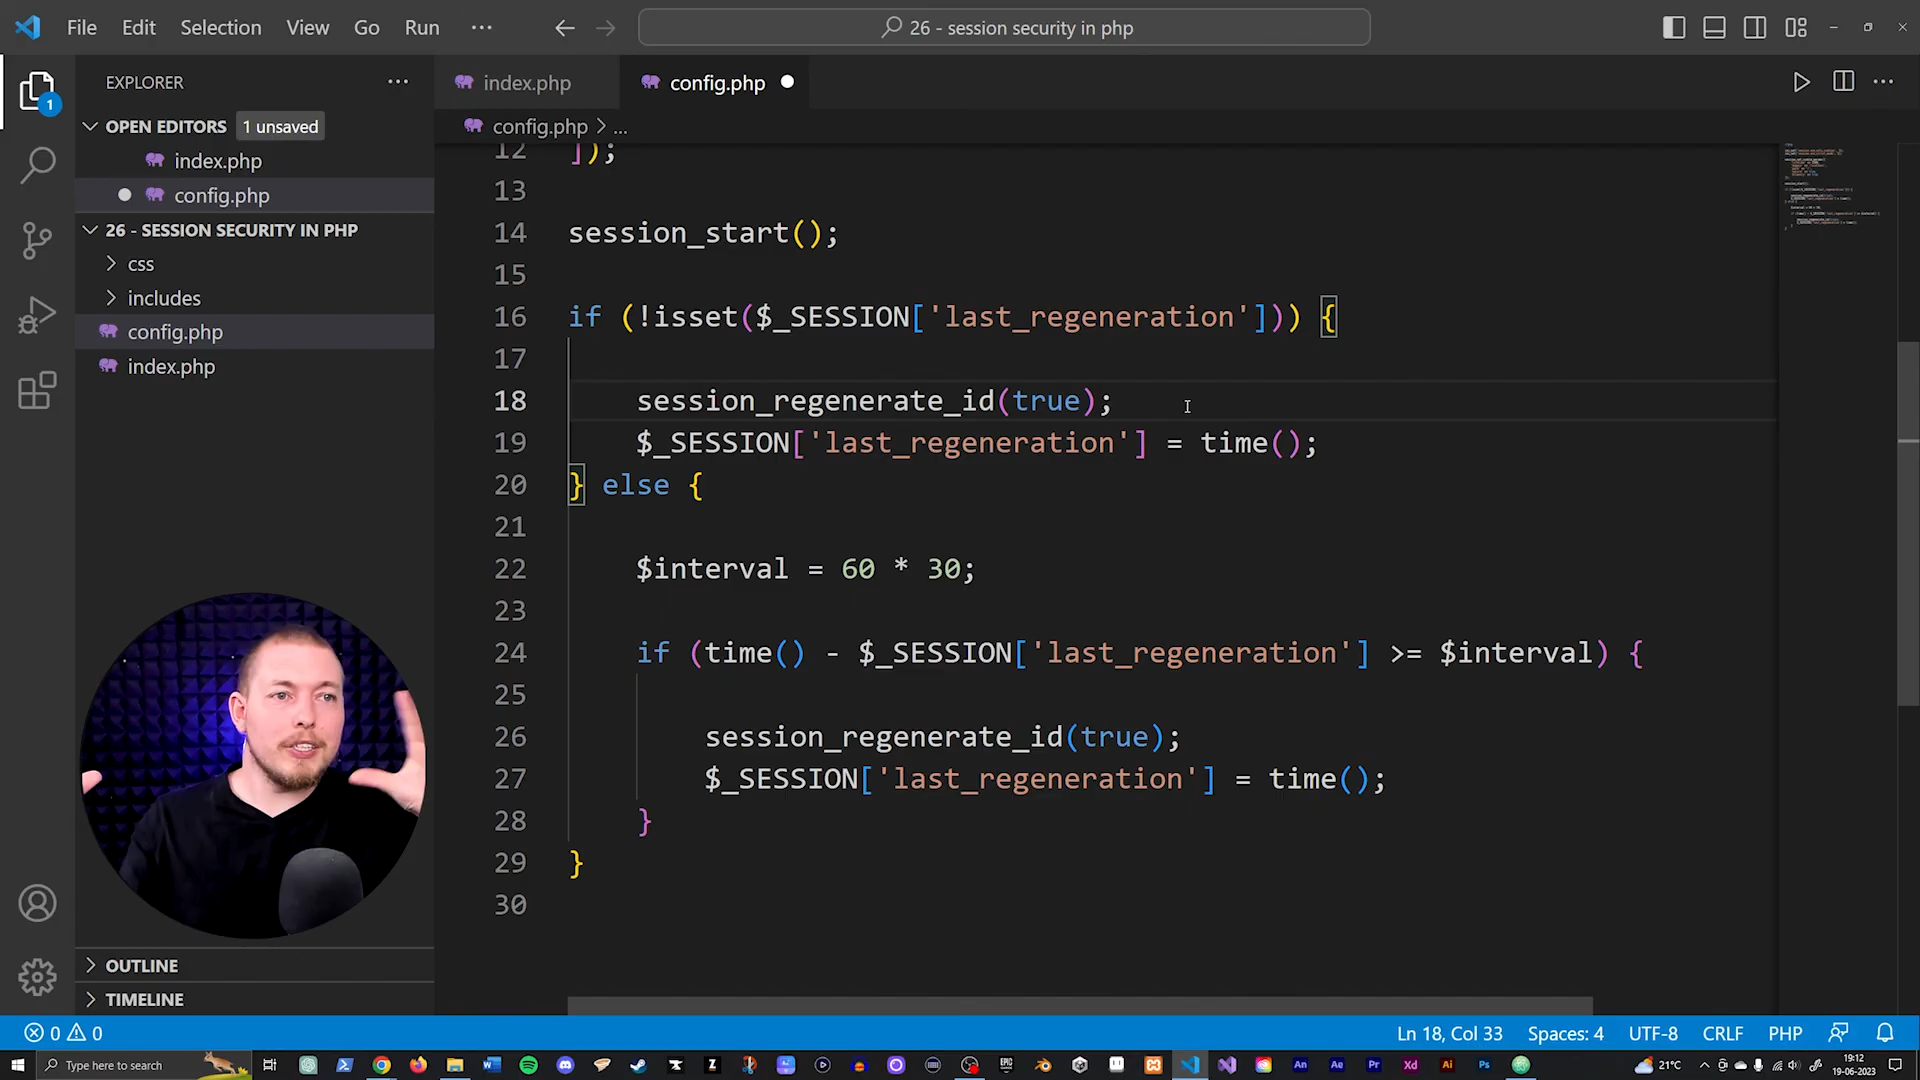 File Edit Selection View Go Run ...
26 - session security in php
EXPLORER
index.php
config.php
OPEN EDITORS
1 unsaved
config.php > ...
index.php
config.php
26 - SESSION SECURITY IN PHP
css
includes
config.php
index.php
12 ]);
13
14 session_start();
15
16 if (!isset($_SESSION['last_regeneration'])) {
17
18 session_regenerate_id(true);
19 $_SESSION['last_regeneration'] = time();
20 } else {
21
22 $interval = 60 * 30;
23
24 if (time() - $_SESSION['last_regeneration'] >= $interval) {
25
26 session_regenerate_id(true);
27 $_SESSION['last_regeneration'] = time();
28 }
29 }
30
OUTLINE
TIMELINE
0 0
Ln 18, Col 33 Spaces: 4 UTF-8 CRLF PHP
Type here to search
21°C
19:12
19-06-2023